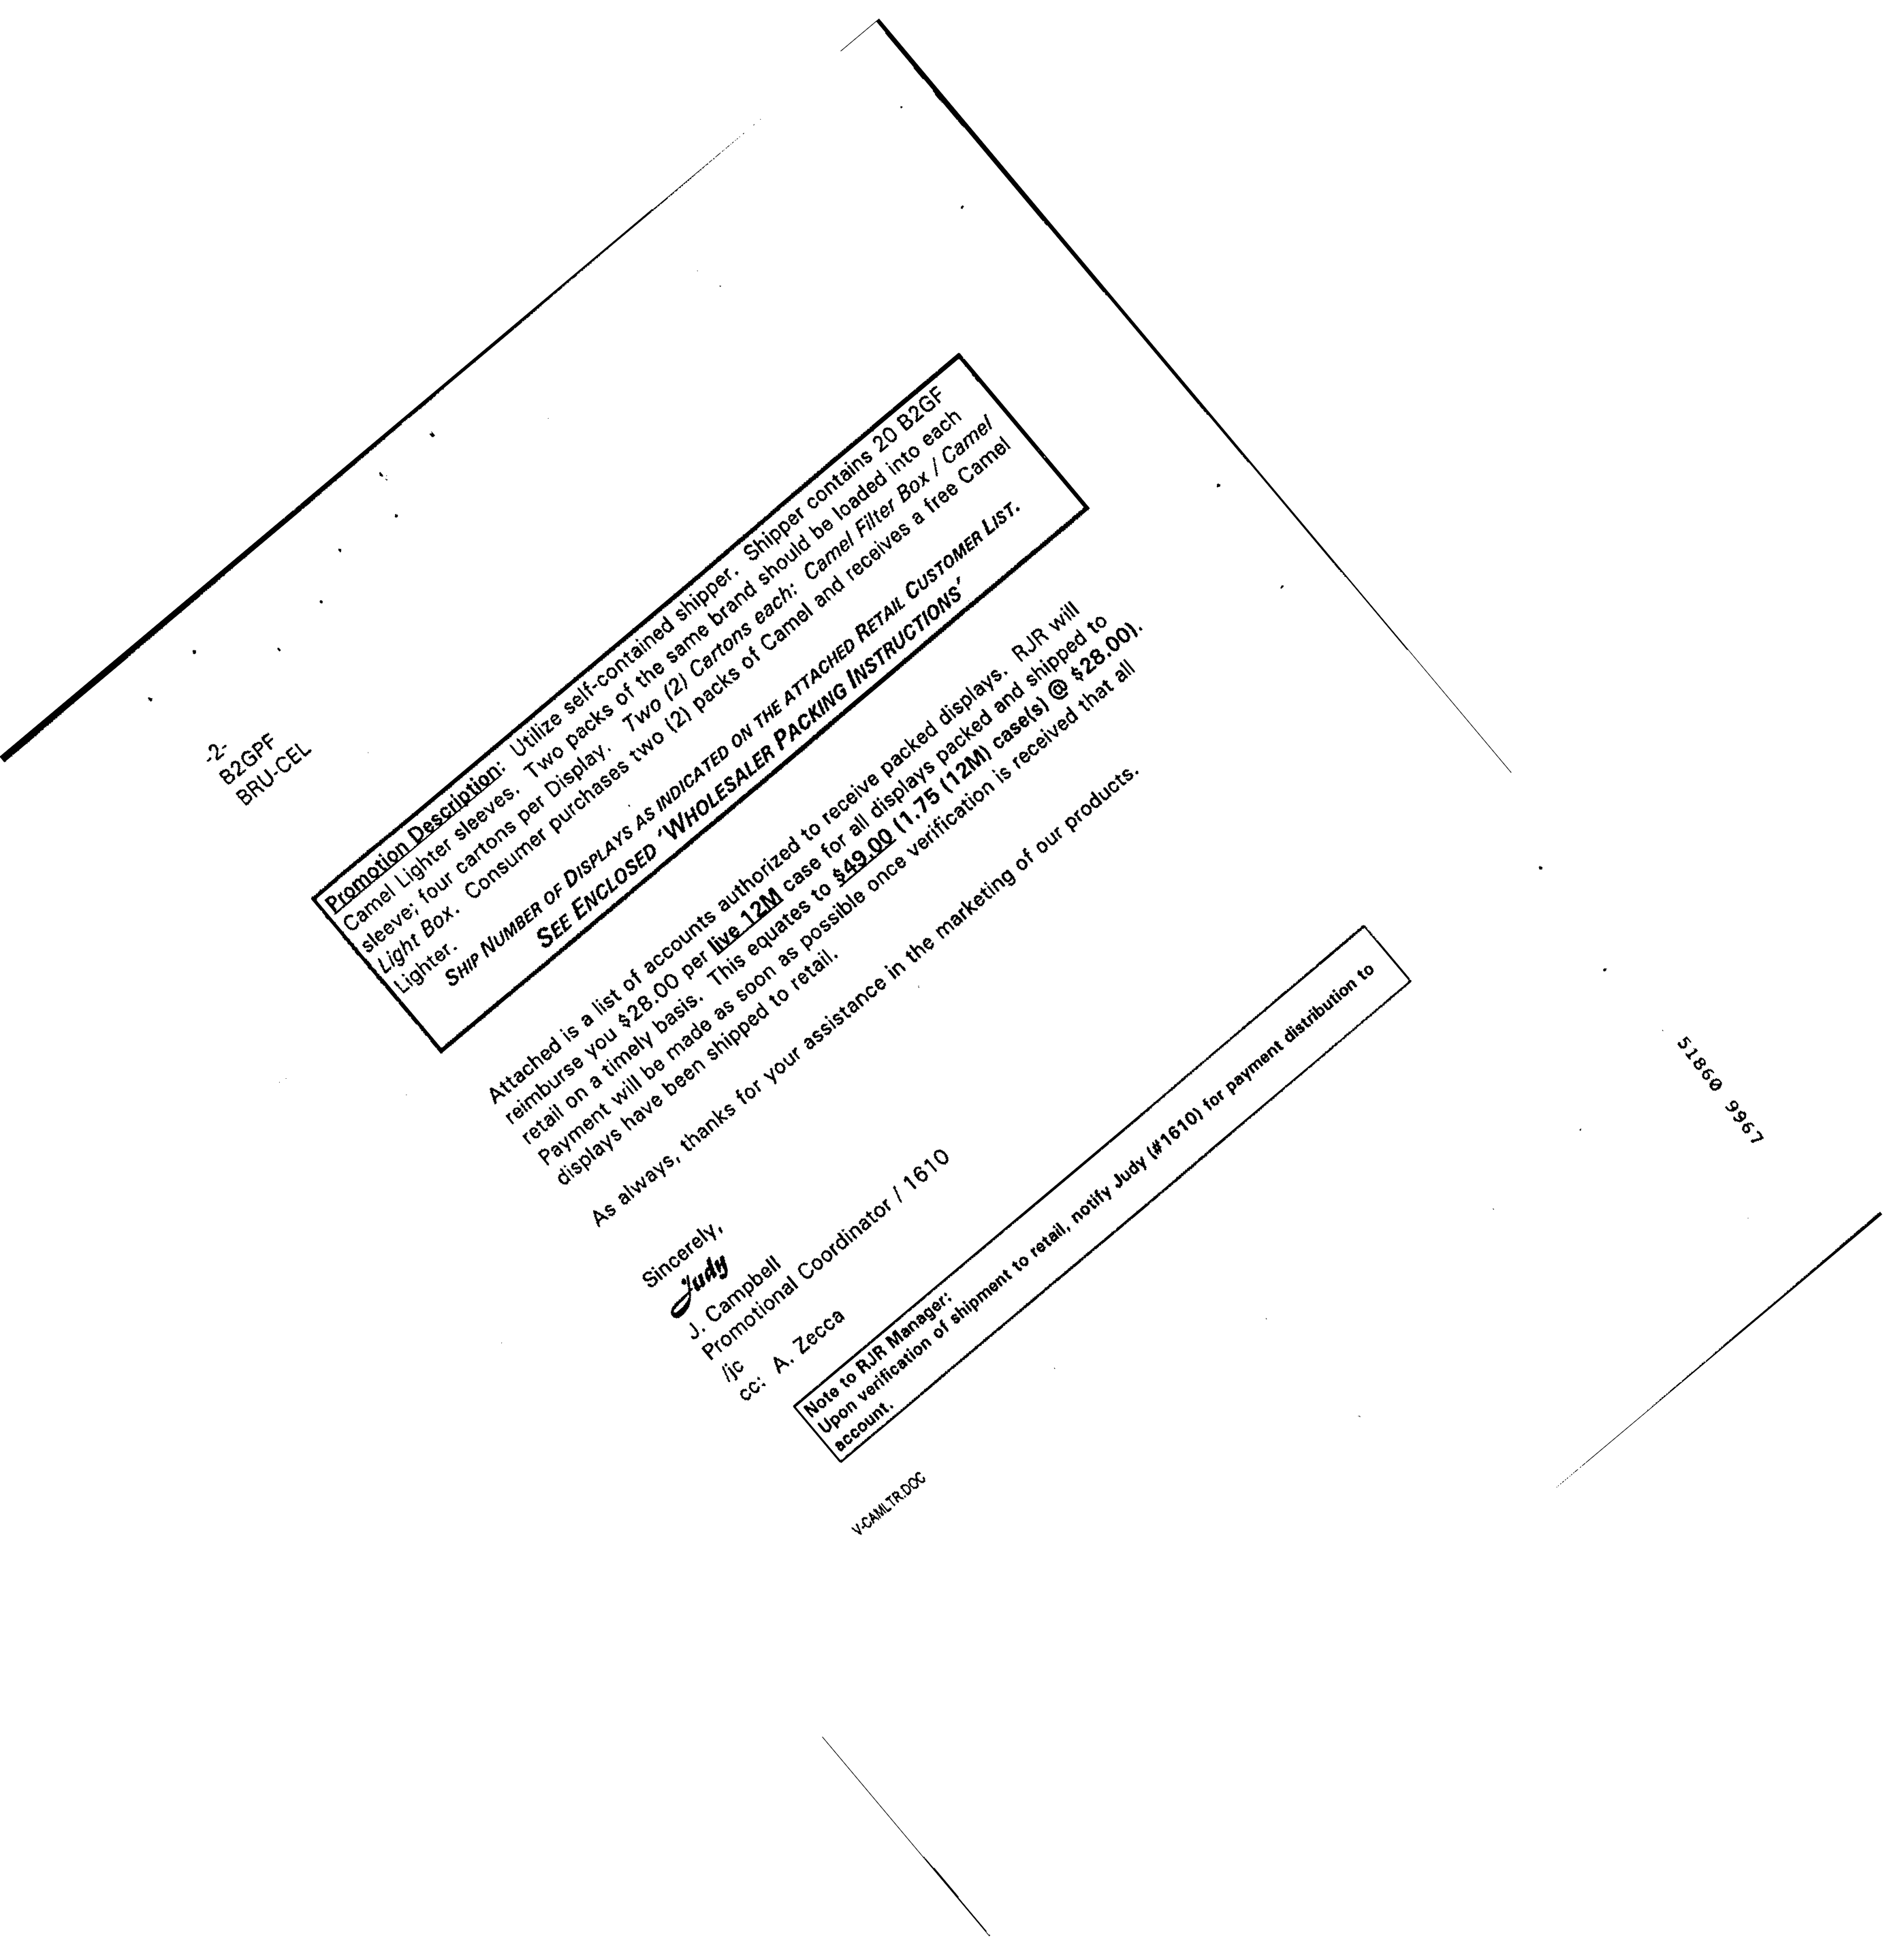 -2-
B2GPF
BRU-CEL
Promotion Description: Utilize self-contained shipper. Shipper contains 20 B2GF
Camel Lighter sleeves. Two packs of the same brand should be loaded into each
sleeve; four cartons per Display. Two (2) Cartons each: Camel Filter Box / Camel
Light Box. Consumer purchases two (2) packs of Camel and receives a free Camel
Lighter.
SHIP NUMBER OF DISPLAYS AS INDICATED ON THE ATTACHED RETAIL CUSTOMER LIST.
SEE ENCLOSED 'WHOLESALER PACKING INSTRUCTIONS'
Attached is a list of accounts authorized to receive packed displays. RJR will
reimburse you $28.00 per live 12M case for all displays packed and shipped to
retail on a timely basis. This equates to $49.00 (1.75 (12M) case(s) @ $28.00).
Payment will be made as soon as possible once verification is received that all
displays have been shipped to retail.
As always, thanks for your assistance in the marketing of our products.
Sincerely,
Judy
J. Campbell
Promotional Coordinator / 1610
/jc
cc: A. Zecca
Note to RJR Manager:
Upon verification of shipment to retail, notify Judy (#1610) for payment distribution to
account.
V-CAMLTR.DOC
51860 9967